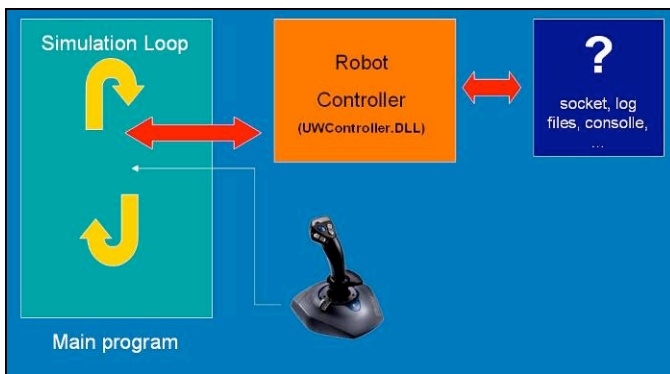 Simulation Loop
Main program
Robot
Controller
(UWController.DLL)
?
socket, log
files, consolle,
...